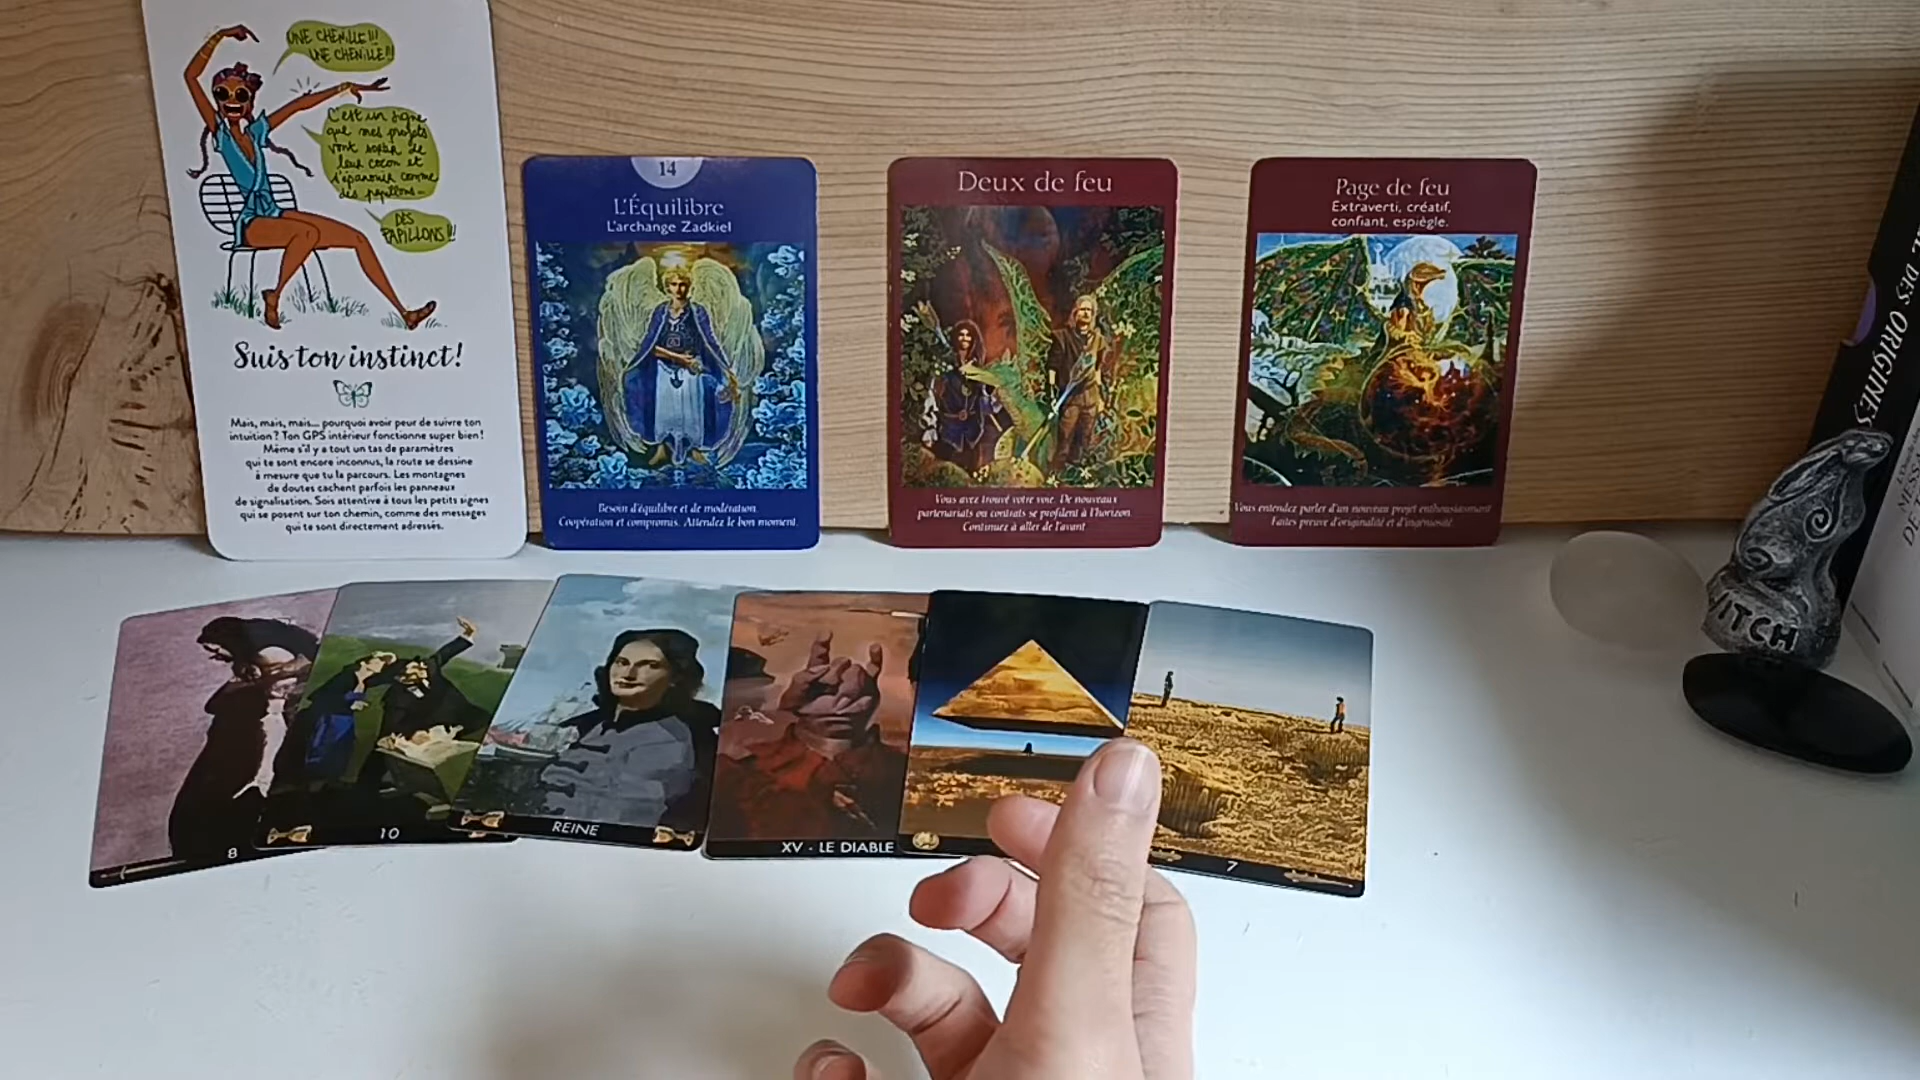 UNE CHENILLE !!!
UNE CHENILLE !!!
C'est un signe
que mes projets
vont sortir de
leur cocon et
s'épanouir comme
des papillons...
DES
PAPILLONS !!!
Suis ton instinct !
Mais, mais, mais... pourquoi avoir peur de suivre ton
intuition ? Ton GPS intérieur fonctionne super bien !
Même s'il y a tout un tas de paramètres
qui te sont encore inconnus, la route se dessine
à mesure que tu la parcours. Les montagnes
de doutes cachent parfois les panneaux
de signalisation. Sois attentive à tous les petits signes
qui se posent sur ton chemin, comme des messages
qui te sont directement adressés.
14
L'Équilibre
L'archange Zadkiel
Besoin d'équilibre et de modération.
Coopération et compromis. Attendez le bon moment.
Deux de feu
Vous avez trouvé votre voie. De nouveaux
partenariats ou contrats se profilent à l'horizon.
Continuez à aller de l'avant.
Page de feu
Extraverti, créatif,
confiant, espiègle.
Vous entendez parler d'un nouveau projet enthousiasmant.
Faites preuve d'originalité et d'ingéniosité.
8
10
REINE
XV - LE DIABLE
7
DES ORIGINES
WITCH